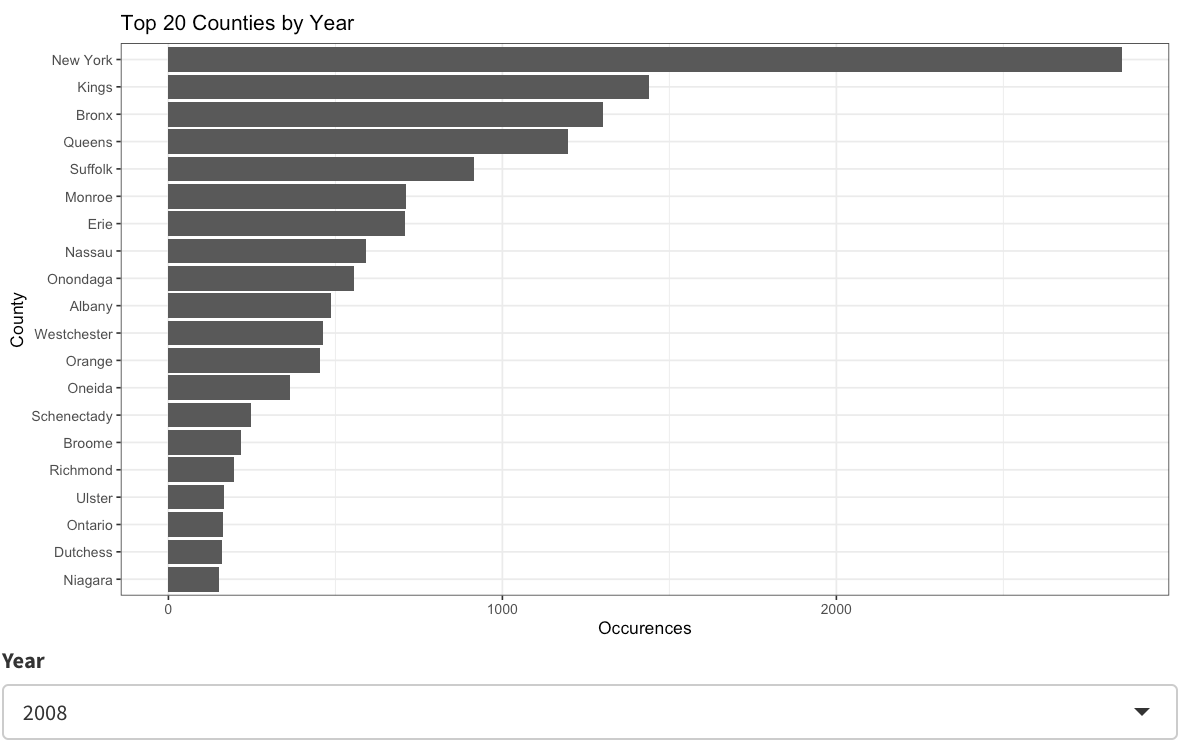 Top 20 Counties by Year
New York
Kings
Bronx
Queens
Suffolk
Monroe
Erie
Nassau
Onondaga
Albany
Westchester
Orange
Oneida
Schenectady
Broome
Richmond
Ulster
Ontario
Dutchess
Niagara
County
0 1000 2000
Occurences
Year
2008